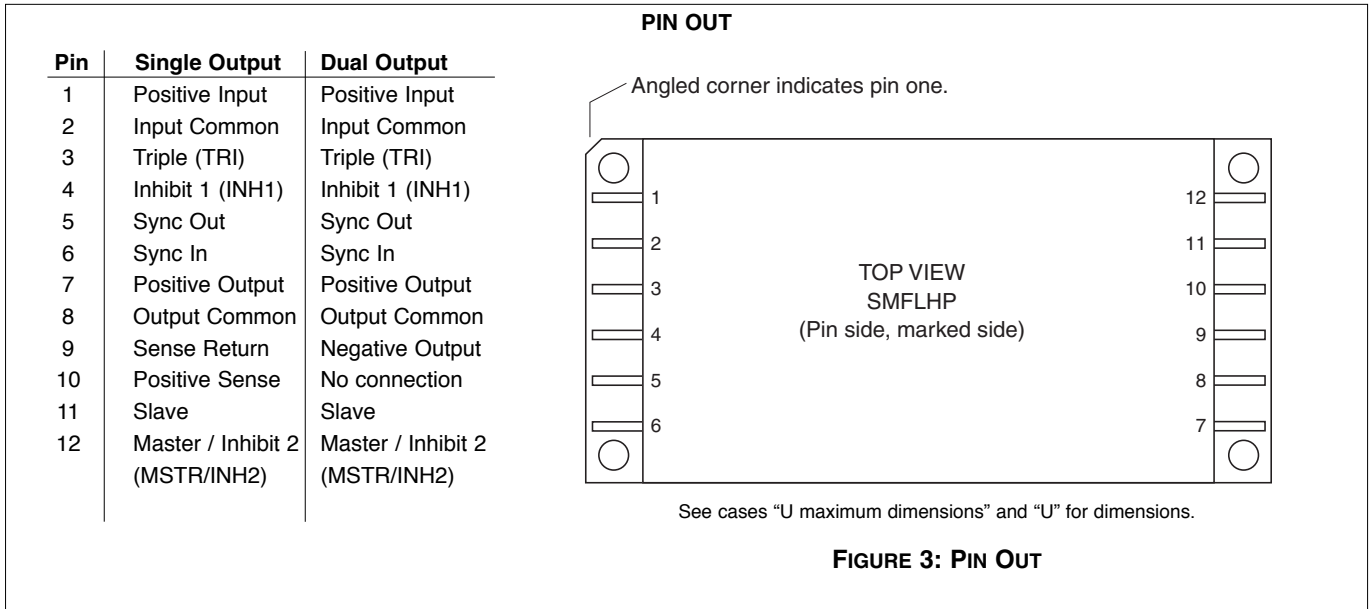 PIN OUT
Pin Single Output Dual Output
1 Positive Input Positive Input
2 Input Common Input Common
3 Triple (TRI) Triple (TRI)
4 Inhibit 1 (INH1) Inhibit 1 (INH1)
5 Sync Out Sync Out
6 Sync In Sync In
7 Positive Output Positive Output
8 Output Common Output Common
9 Sense Return Negative Output
10 Positive Sense No connection
11 Slave Slave
12 Master / Inhibit 2 Master / Inhibit 2
(MSTR/INH2) (MSTR/INH2)
Angled corner indicates pin one.
1 12
2 11
3 10
4 9
5 8
6 7
TOP VIEW
SMFLHP
(Pin side, marked side)
See cases “U maximum dimensions” and “U” for dimensions.
FIGURE 3: PIN OUT